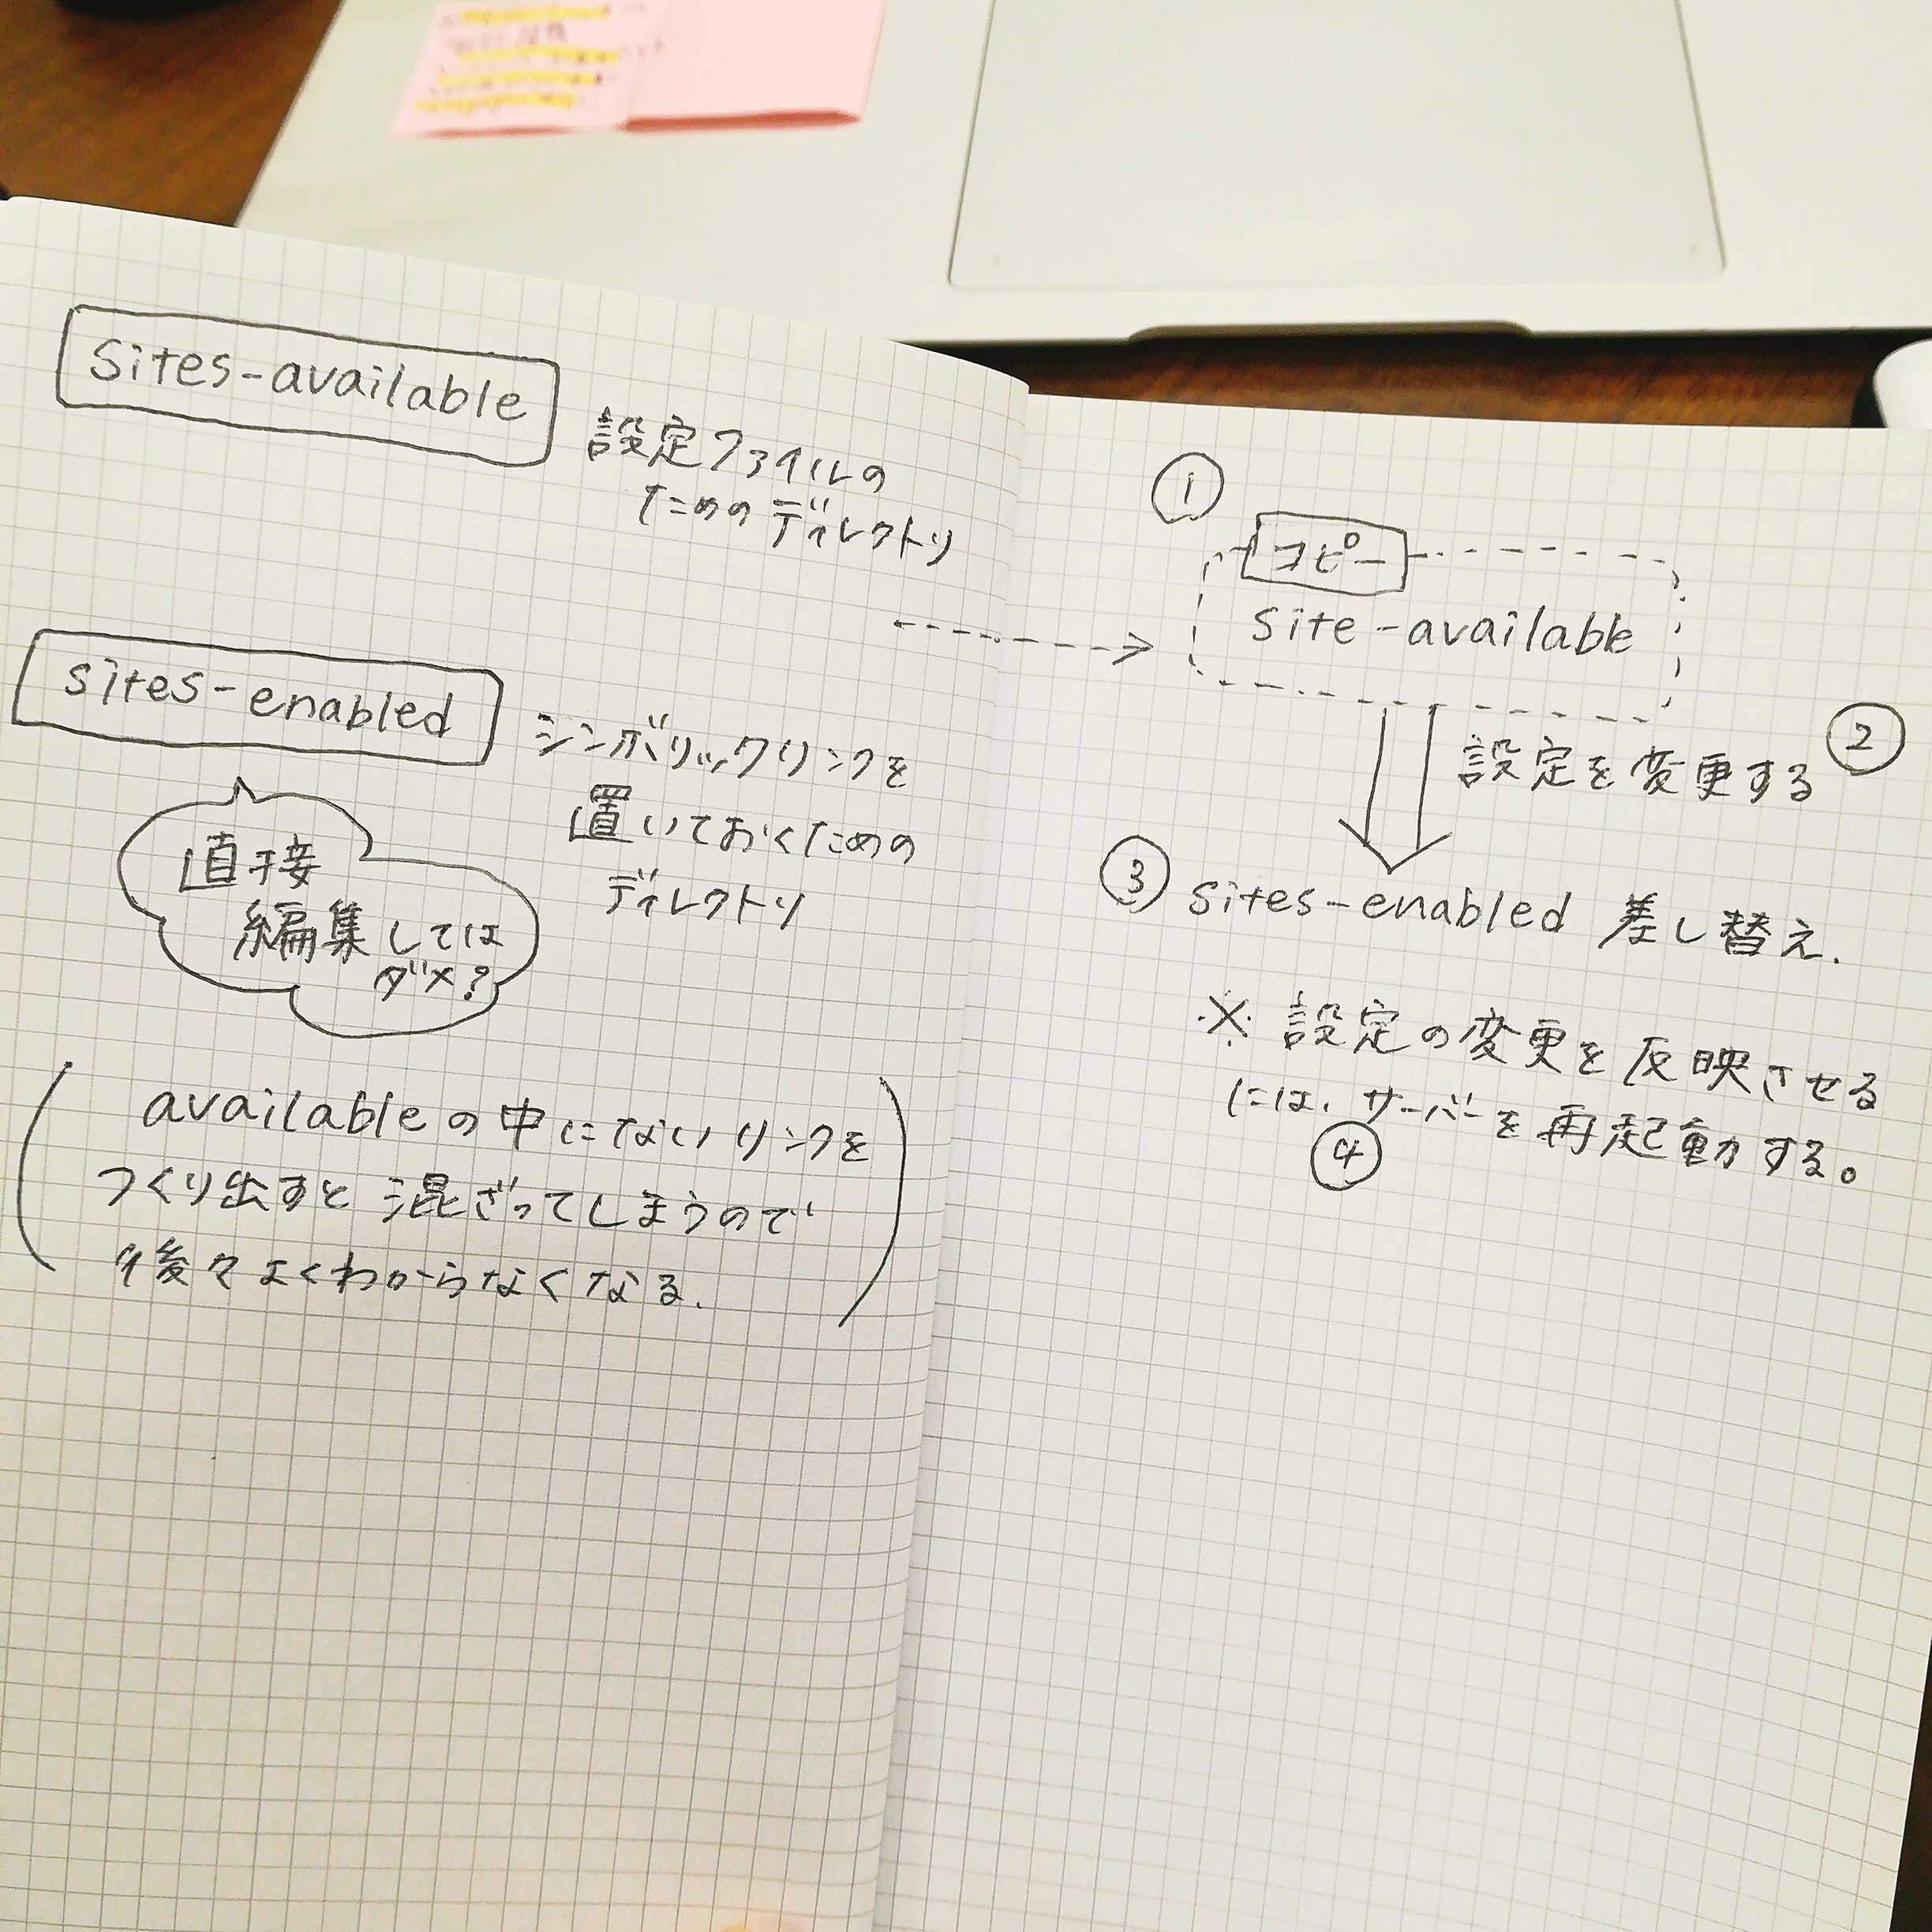 sites-available
設定ファイルの
ためのディレクトリ
sites-enabled
シンボリックリンクを
置いておくための
ディレクトリ
直接
編集しては
ダメ?
(availableの中にないリンクを
つくり出すと混ざってしまうので
後々よくわからなくなる.)
①
コピー
site-available
設定を変更する ②
③ sites-enabled 差し替え.
※ 設定の変更を反映させる
には、サーバーを再起動する。
④